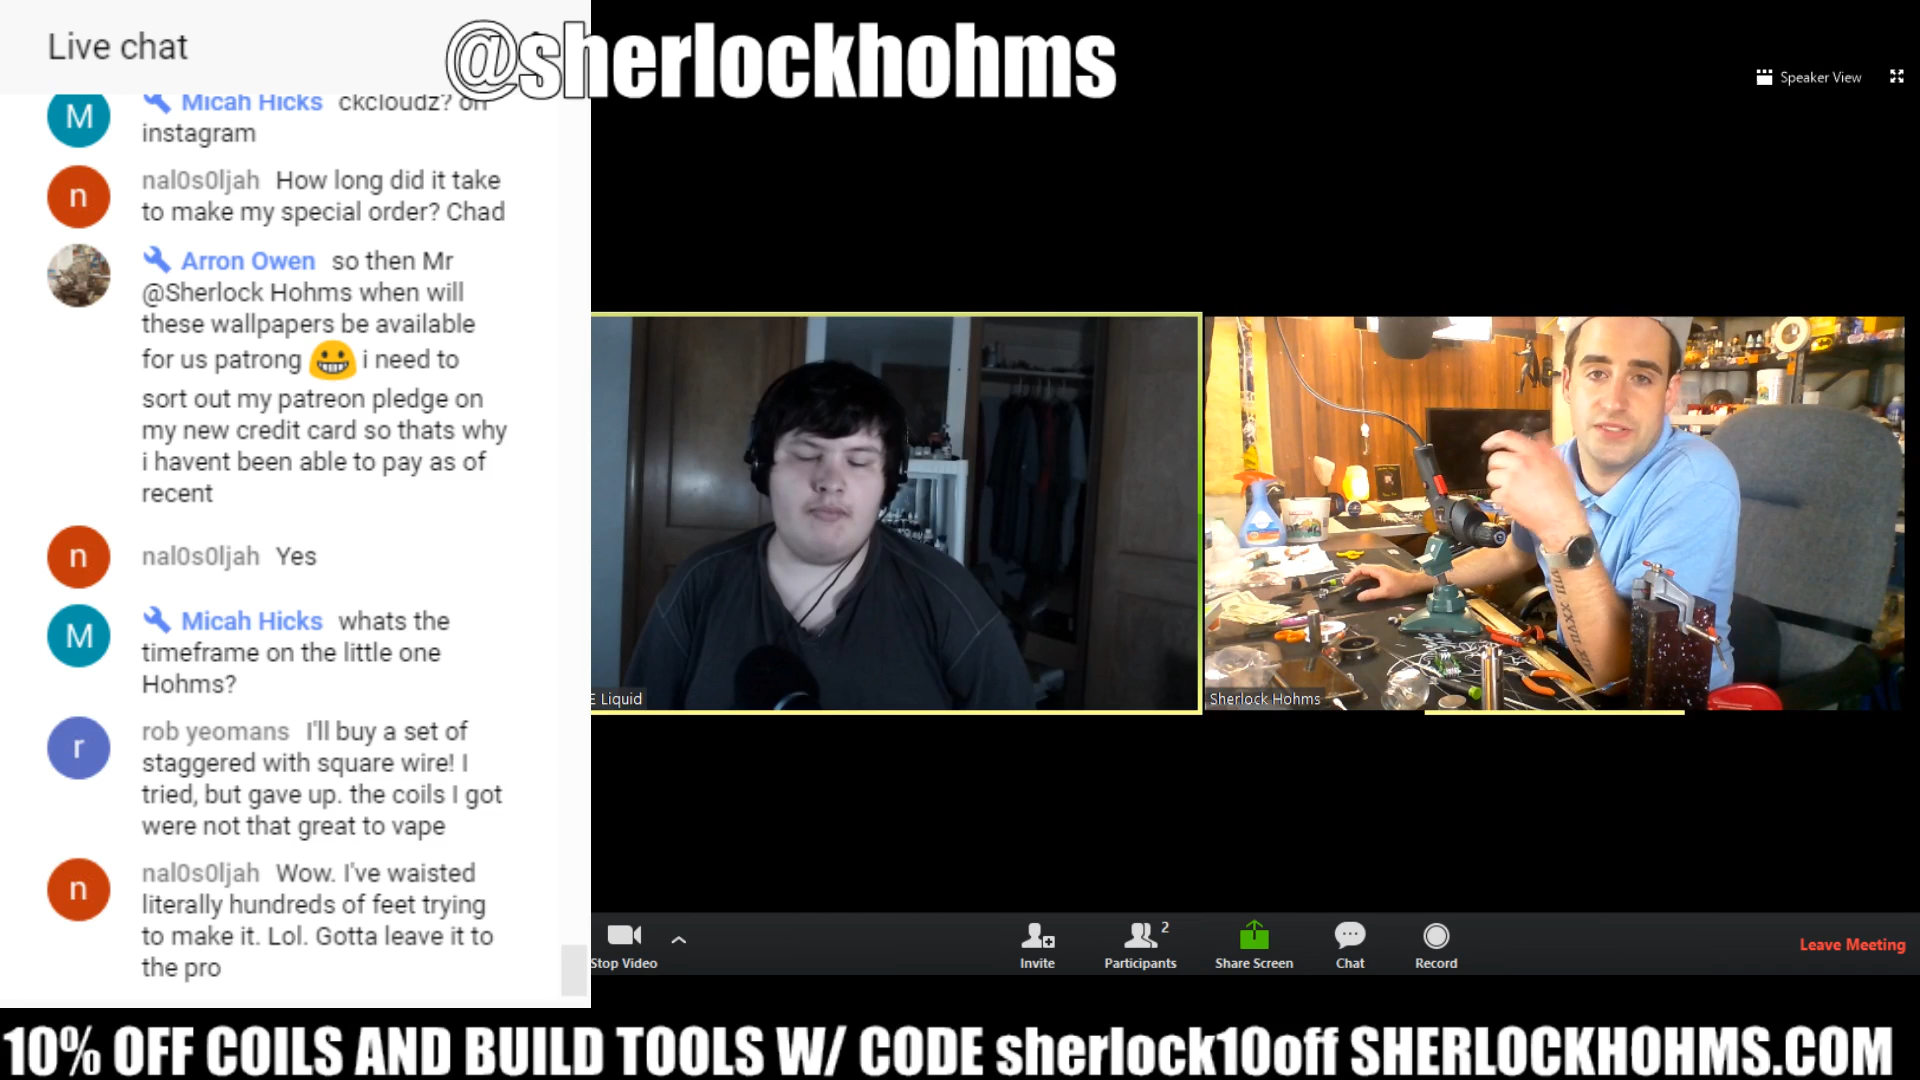 Live chat
@sherlockhohms
Speaker View
Micah Hicks ckcloudz? on
instagram
nal0s0ljah How long did it take
to make my special order? Chad
Arron Owen so then Mr
@Sherlock Hohms when will
these wallpapers be available
for us patrong 😀 i need to
sort out my patreon pledge on
my new credit card so thats why
i havent been able to pay as of
recent
nal0s0ljah Yes
Micah Hicks whats the
timeframe on the little one
Hohms?
rob yeomans I'll buy a set of
staggered with square wire! I
tried, but gave up. the coils I got
were not that great to vape
nal0s0ljah Wow. I've waisted
literally hundreds of feet trying
to make it. Lol. Gotta leave it to
the pro
M
n
n
M
r
n
E Liquid
Sherlock Hohms
Stop Video
Invite
2
Participants
Share Screen
Chat
Record
Leave Meeting
10% OFF COILS AND BUILD TOOLS W/ CODE sherlock10off SHERLOCKHOHMS.COM